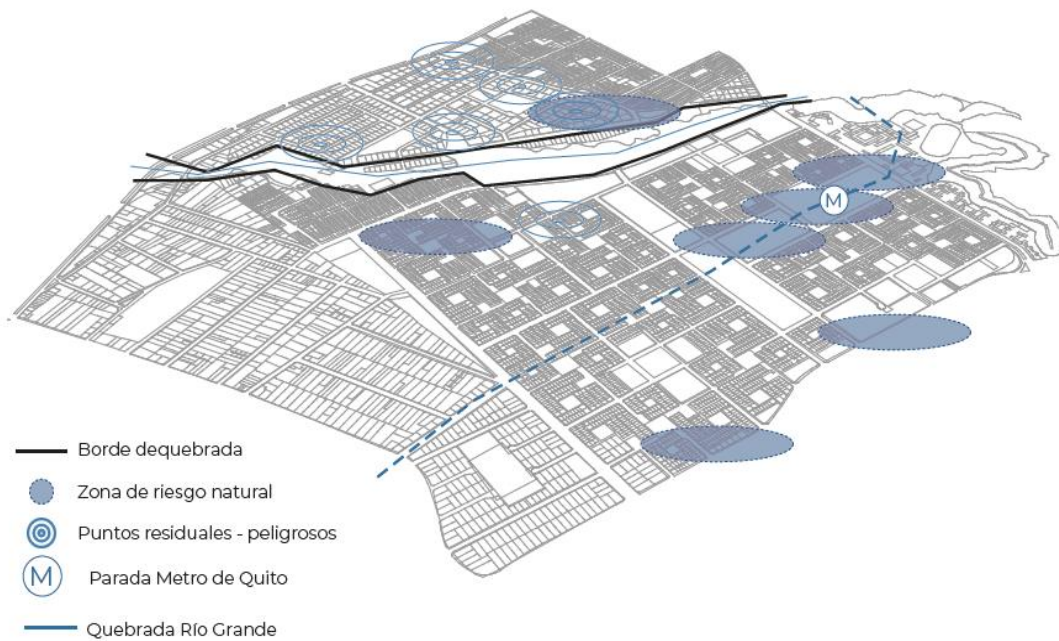 M
Borde dequebrada
Zona de riesgo natural
Puntos residuales - peligrosos
M Parada Metro de Quito
Quebrada Río Grande